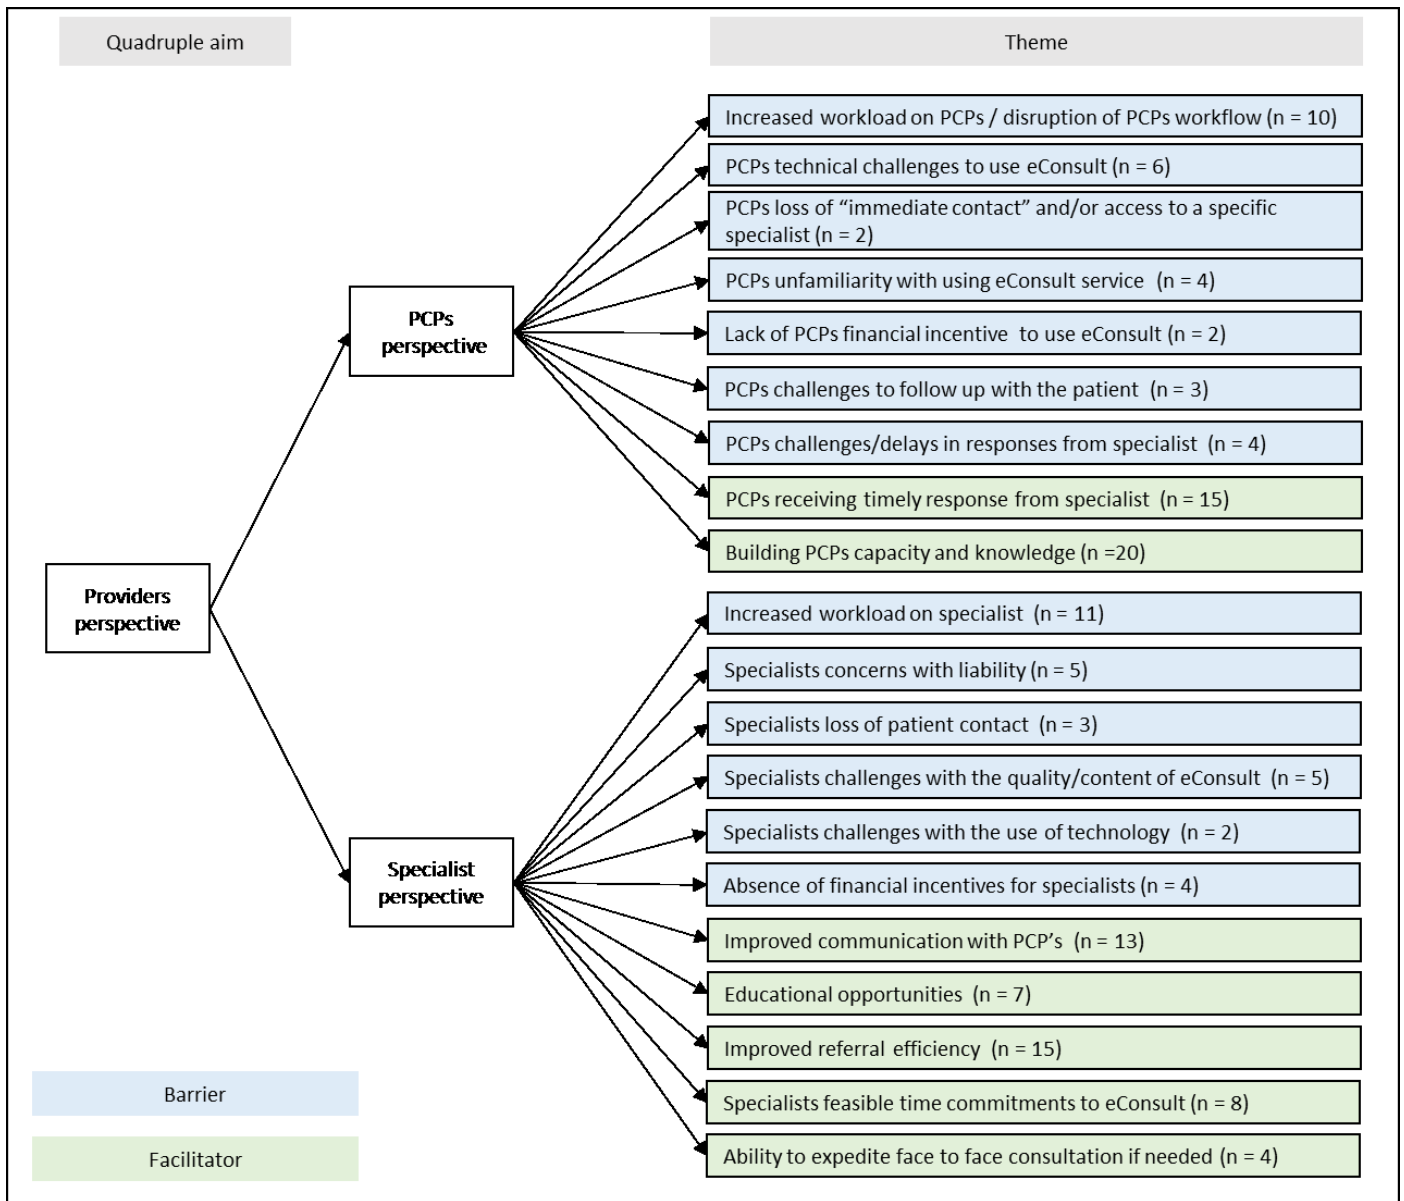 Quadruple aim
Theme
Increased workload on PCPs / disruption of PCPs workflow (n = 10)
PCPs technical challenges to use eConsult (n = 6)
PCPs loss of “immediate contact” and/or access to a specific
specialist (n = 2)
PCPs unfamiliarity with using eConsult service (n = 4)
PCPs
perspective
Lack of PCPs financial incentive to use eConsult (n = 2)
PCPs challenges to follow up with the patient (n = 3)
PCPs challenges/delays in responses from specialist (n = 4)
PCPs receiving timely response from specialist (n = 15)
Building PCPs capacity and knowledge (n =20)
Providers
perspective
Increased workload on specialist (n = 11)
Specialists concerns with liability (n = 5)
Specialists loss of patient contact (n = 3)
Specialists challenges with the quality/content of eConsult (n = 5)
Specialists challenges with the use of technology (n = 2)
Specialist
perspective
Absence of financial incentives for specialists (n = 4)
Improved communication with PCP’s (n = 13)
Educational opportunities (n = 7)
Improved referral efficiency (n = 15)
Specialists feasible time commitments to eConsult (n = 8)
Ability to expedite face to face consultation if needed (n = 4)
Barrier
Facilitator